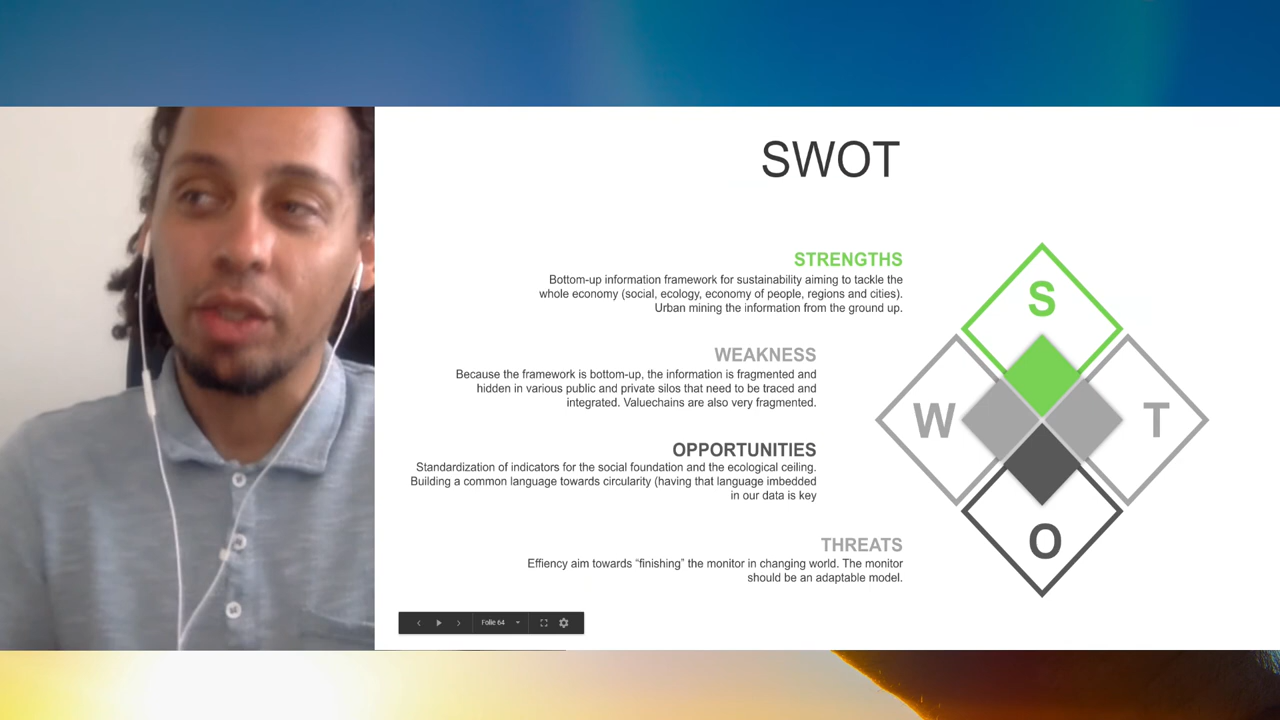 SWOT
STRENGTHS
Bottom-up information framework for sustainability aiming to tackle the
whole economy (social, ecology, economy of people, regions and cities).
Urban mining the information from the ground up.
WEAKNESS
Because the framework is bottom-up, the information is fragmented and
hidden in various public and private silos that need to be traced and
integrated. Valuechains are also very fragmented.
OPPORTUNITIES
Standardization of indicators for the social foundation and the ecological ceiling.
Building a common language towards circularity (having that language imbedded
in our data is key
THREATS
Effiency aim towards “finishing” the monitor in changing world. The monitor
should be an adaptable model.
S
W
T
O
Folie 64